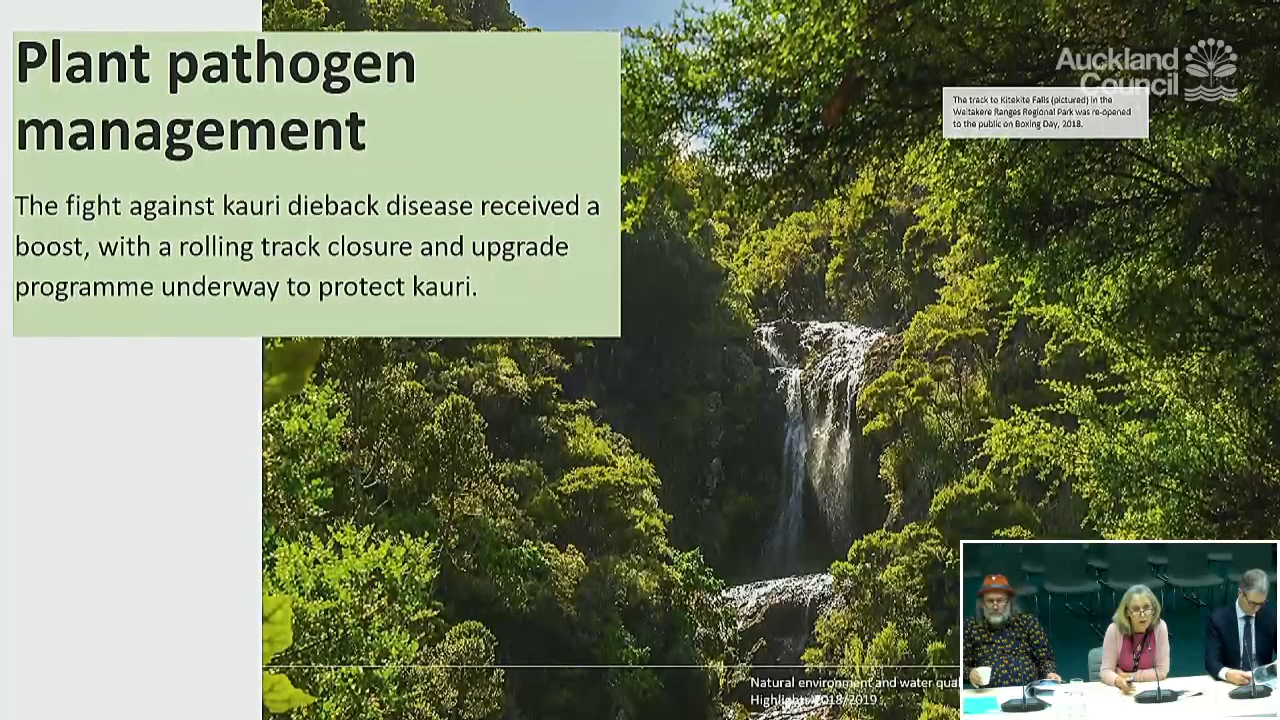 Plant pathogen
management
The fight against kauri dieback disease received a
boost, with a rolling track closure and upgrade
programme underway to protect kauri.
Auckland
Council
The track to Kitekite Falls (pictured) in the
Waitakere Ranges Regional Park was re-opened
to the public on Boxing Day, 2018.
Natural environment and water qual
Highlights 2018/2019